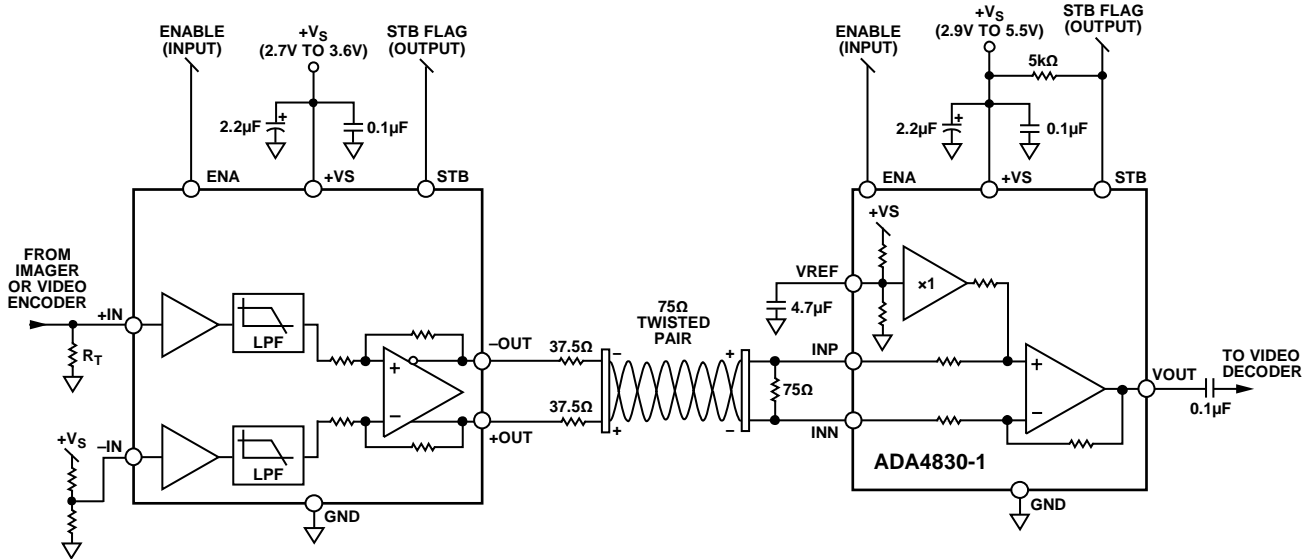 ENABLE
(INPUT)
+VS
(2.7V TO 3.6V)
STB FLAG
(OUTPUT)
2.2µF
+
0.1µF
ENA
+VS
STB
FROM
IMAGER
OR VIDEO
ENCODER
+IN
RT
LPF
+
−
−OUT
+OUT
37.5Ω
37.5Ω
+VS
−IN
LPF
GND
75Ω
TWISTED
PAIR
−
+
+
−
ENABLE
(INPUT)
+VS
(2.9V TO 5.5V)
STB FLAG
(OUTPUT)
5kΩ
2.2µF
+
0.1µF
ENA
+VS
STB
+VS
VREF
4.7µF
×1
INP
75Ω
INN
+
−
VOUT
TO VIDEO
DECODER
0.1µF
ADA4830-1
GND